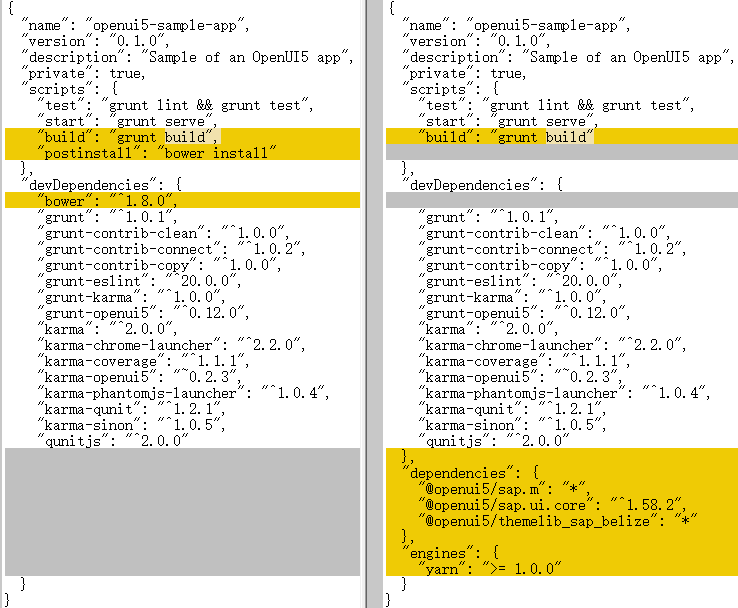 {
  "name": "openui5-sample-app",
  "version": "0.1.0",
  "description": "Sample of an OpenUI5 app",
  "private": true,
  "scripts": {
    "test": "grunt lint && grunt test",
    "start": "grunt serve",
    "build": "grunt build",
    "postinstall": "bower install"
  },
  "devDependencies": {
    "bower": "^1.8.0",
    "grunt": "^1.0.1",
    "grunt-contrib-clean": "^1.0.0",
    "grunt-contrib-connect": "^1.0.2",
    "grunt-contrib-copy": "^1.0.0",
    "grunt-eslint": "^20.0.0",
    "grunt-karma": "^1.0.0",
    "grunt-openui5": "^0.12.0",
    "karma": "^2.0.0",
    "karma-chrome-launcher": "^2.2.0",
    "karma-coverage": "^1.1.1",
    "karma-openui5": "~0.2.3",
    "karma-phantomjs-launcher": "^1.0.4",
    "karma-qunit": "^1.2.1",
    "karma-sinon": "^1.0.5",
    "qunitjs": "^2.0.0"
  }
}
{
  "name": "openui5-sample-app",
  "version": "0.1.0",
  "description": "Sample of an OpenUI5 app",
  "private": true,
  "scripts": {
    "test": "grunt lint && grunt test",
    "start": "grunt serve",
    "build": "grunt build"
  },
  "devDependencies": {
    "grunt": "^1.0.1",
    "grunt-contrib-clean": "^1.0.0",
    "grunt-contrib-connect": "^1.0.2",
    "grunt-contrib-copy": "^1.0.0",
    "grunt-eslint": "^20.0.0",
    "grunt-karma": "^1.0.0",
    "grunt-openui5": "^0.12.0",
    "karma": "^2.0.0",
    "karma-chrome-launcher": "^2.2.0",
    "karma-coverage": "^1.1.1",
    "karma-openui5": "~0.2.3",
    "karma-phantomjs-launcher": "^1.0.4",
    "karma-qunit": "^1.2.1",
    "karma-sinon": "^1.0.5",
    "qunitjs": "^2.0.0"
  },
  "dependencies": {
    "@openui5/sap.m": "*",
    "@openui5/sap.ui.core": "^1.58.2",
    "@openui5/themelib_sap_belize": "*"
  },
  "engines": {
    "yarn": ">= 1.0.0"
  }
}